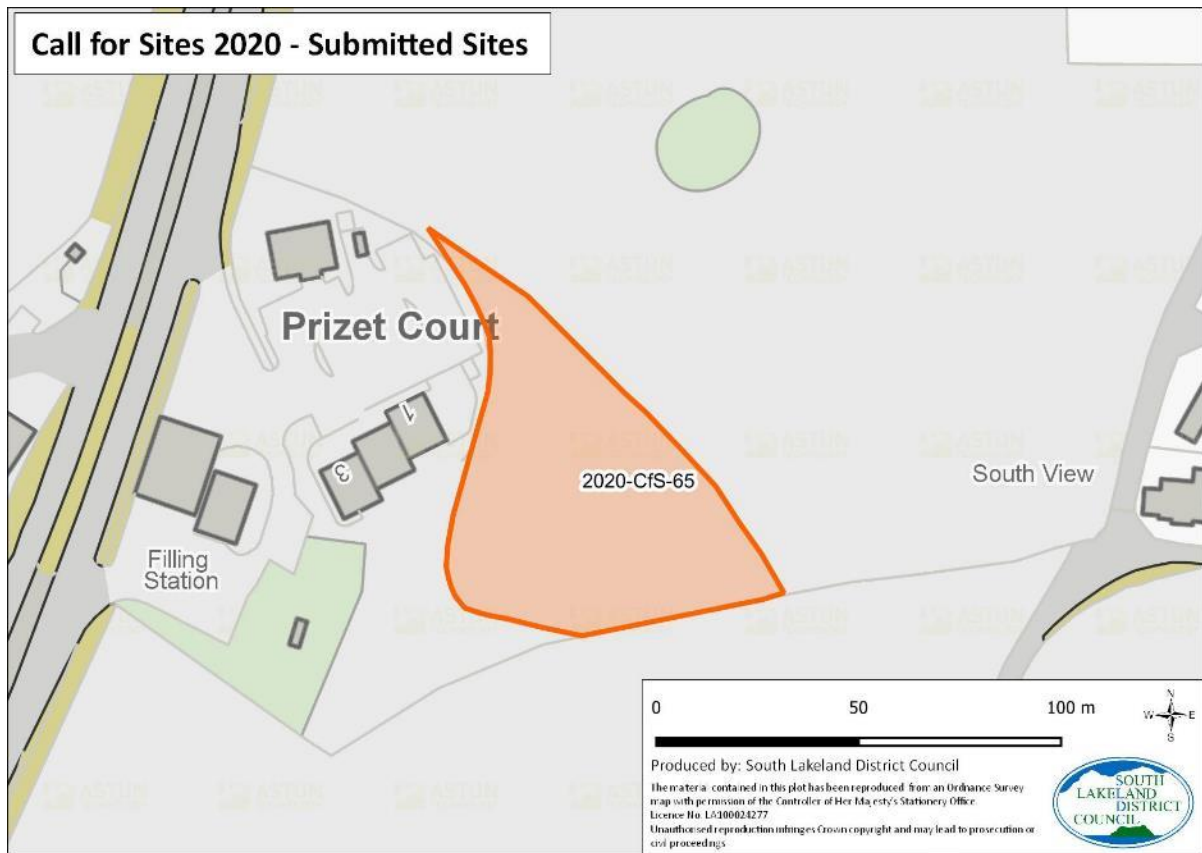 Call for Sites 2020 - Submitted Sites
Prizet Court
1
3
2020-CfS-65
South View
Filling
Station
0 50 100 m
N
W E
S
Produced by: South Lakeland District Council
The material contained in this plot has been reproduced from an Ordnance Survey
map with permission of the Controller of Her Majesty's Stationery Office.
Licence No. LA100024277
Unauthorised reproduction infringes Crown copyright and may lead to prosecution or
civil proceedings
SOUTH
LAKELAND
DISTRICT
COUNCIL